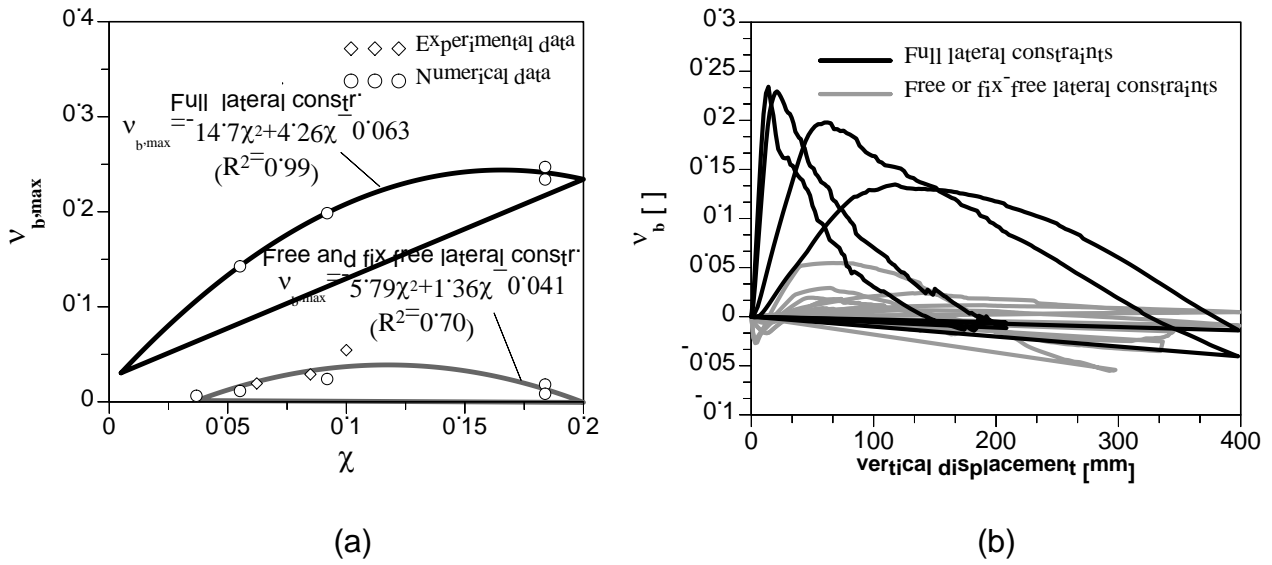 0.4
0.3
0.2
0.1
0
ν b,max
Experimental data
Numerical data
Full lateral constr.
ν b,max =-14.7χ²+4.26χ-0.063
(R²=0.99)
Free and fix-free lateral constr.
ν b,max =-5.79χ²+1.36χ-0.041
(R²=0.70)
0 0.05 0.1 0.15 0.2
χ
(a)
0.3
0.25
0.2
0.15
0.1
0.05
0
-0.05
-0.1
ν b [ ]
Full lateral constraints
Free or fix-free lateral constraints
0 100 200 300 400
vertical displacement [mm]
(b)